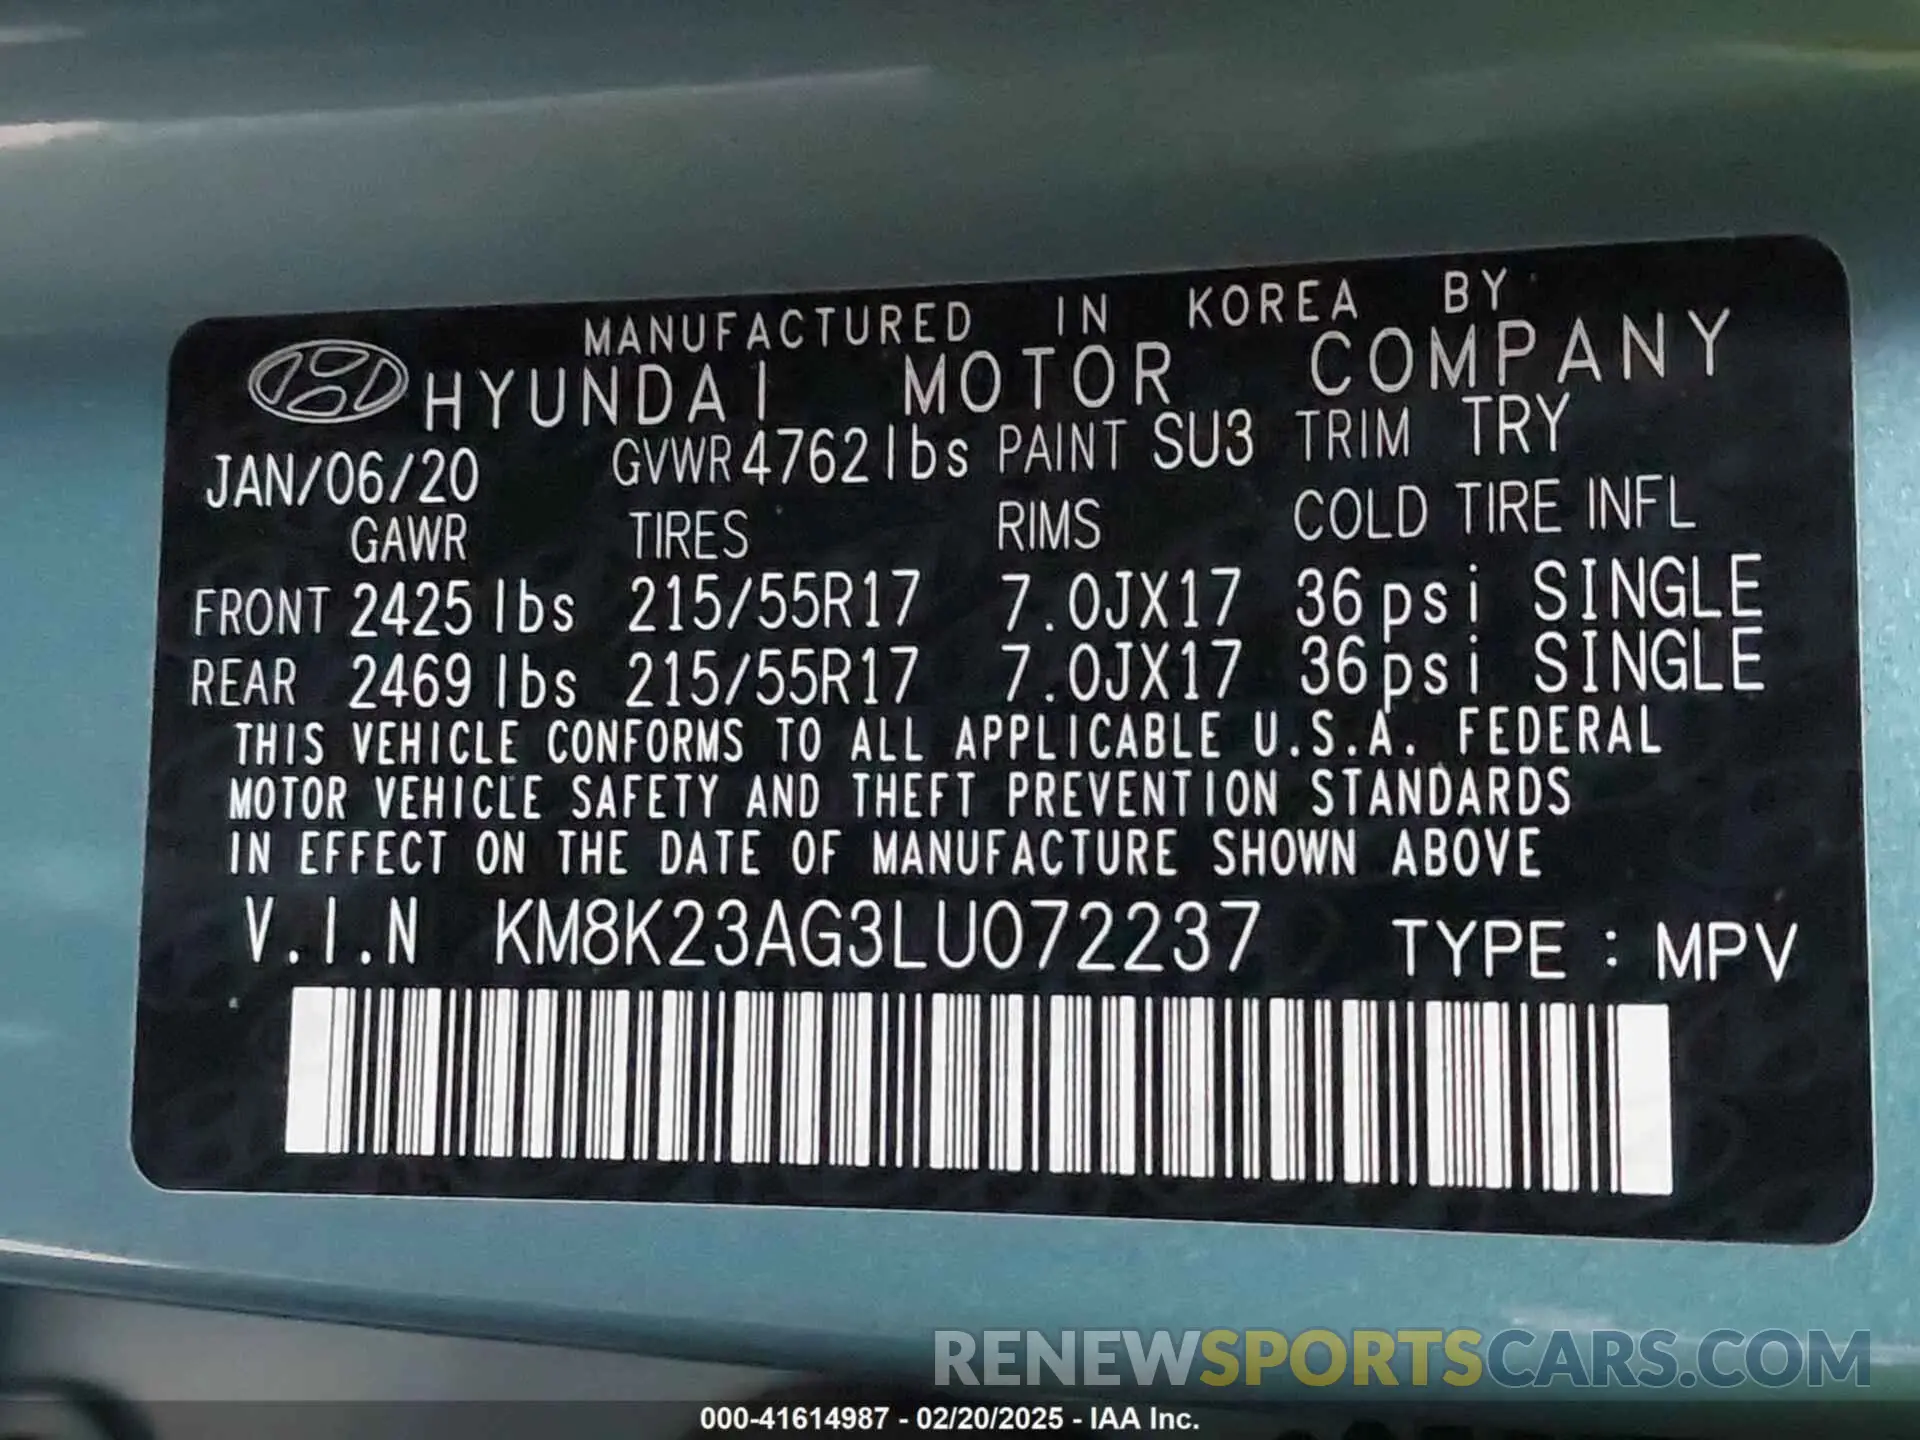 MANUFACTURED IN KOREA BY
HYUNDAI MOTOR COMPANY
JAN/06/20 GVWR 4762lbs PAINT SU3 TRIM TRY
GAWR TIRES RIMS COLD TIRE INFL
FRONT 2425 lbs 215/55R17 7.0JX17 36psi SINGLE
REAR 2469 lbs 215/55R17 7.0JX17 36psi SINGLE
THIS VEHICLE CONFORMS TO ALL APPLICABLE U.S.A. FEDERAL
MOTOR VEHICLE SAFETY AND THEFT PREVENTION STANDARDS
IN EFFECT ON THE DATE OF MANUFACTURE SHOWN ABOVE
V.I.N KM8K23AG3LU072237 TYPE : MPV
RENEWSPORTSCARS.COM
000-41614987 - 02/20/2025 - IAA Inc.